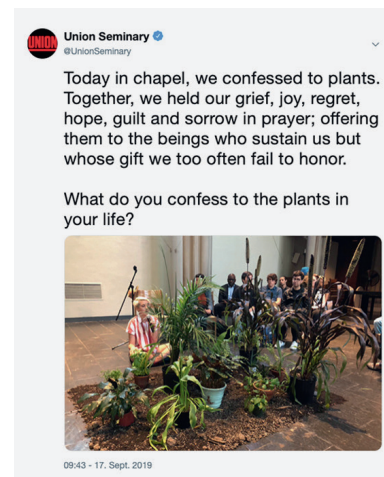 UNION
Union Seminary
@UnionSeminary
Today in chapel, we confessed to plants.
Together, we held our grief, joy, regret,
hope, guilt and sorrow in prayer; offering
them to the beings who sustain us but
whose gift we too often fail to honor.
What do you confess to the plants in
your life?
09:43 - 17. Sept. 2019